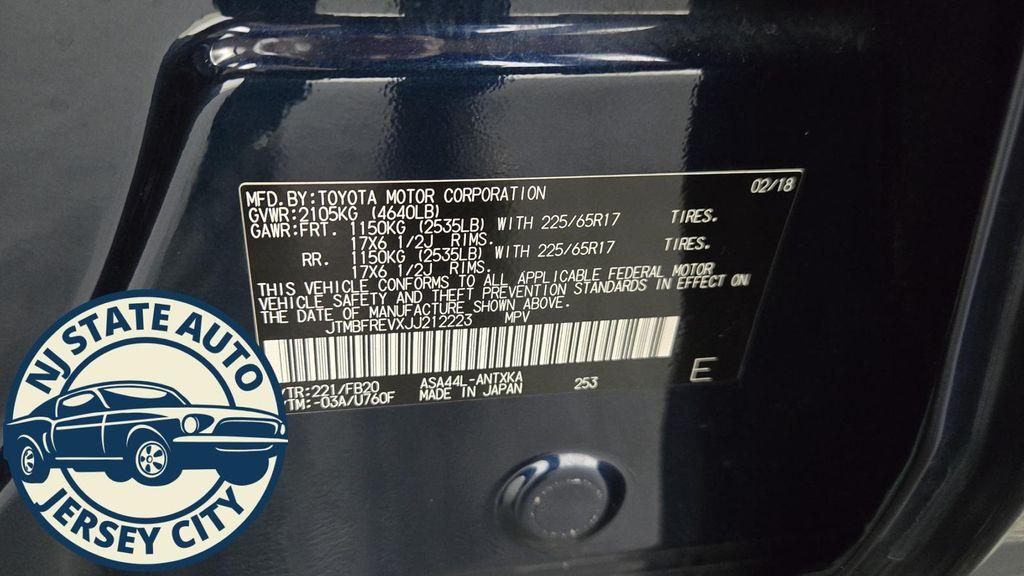 MFD.BY:TOYOTA MOTOR CORPORATION 02/18
GVWR:2105KG (4640LB)
GAWR:FRT. 1150KG (2535LB) WITH 225/65R17 TIRES.
17X6 1/2J RIMS.
RR. 1150KG (2535LB) WITH 225/65R17 TIRES.
17X6 1/2J RIMS.
THIS VEHICLE CONFORMS TO ALL APPLICABLE FEDERAL MOTOR
VEHICLE SAFETY AND THEFT PREVENTION STANDARDS IN EFFECT ON
THE DATE OF MANUFACTURE SHOWN ABOVE.
JTMBFREVXJJ212223 MPV
/TR:221/FB20 ASA44L-ANTXKA 253 E
/TM:-03A/U760F MADE IN JAPAN
NJ STATE AUTO
JERSEY CITY